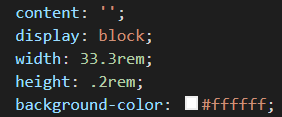 content: '';
display: block;
width: 33.3rem;
height: .2rem;
background-color: #ffffff;